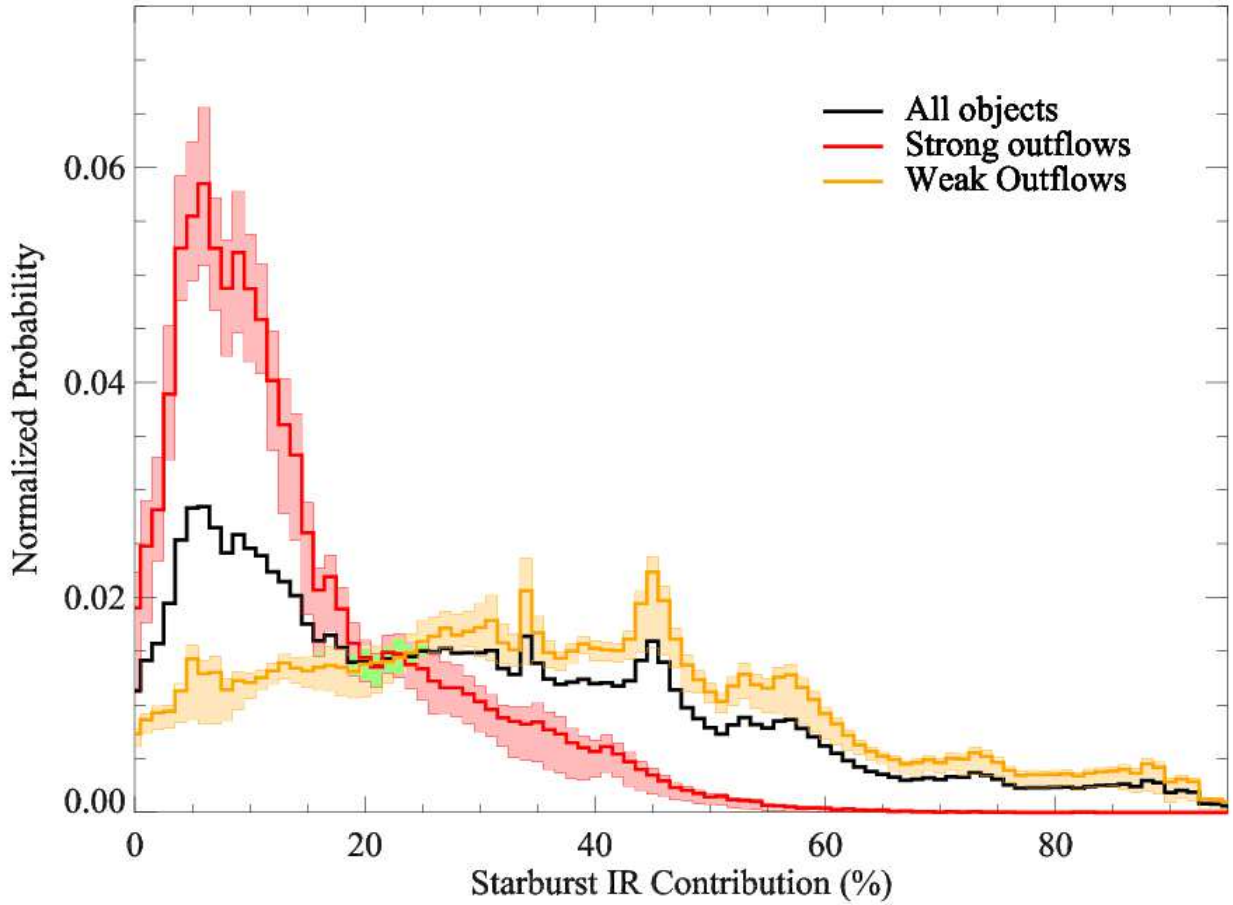 All objects
Strong outflows
Weak Outflows
Normalized Probability
0.06
0.04
0.02
0.00
0 20 40 60 80
Starburst IR Contribution (%)